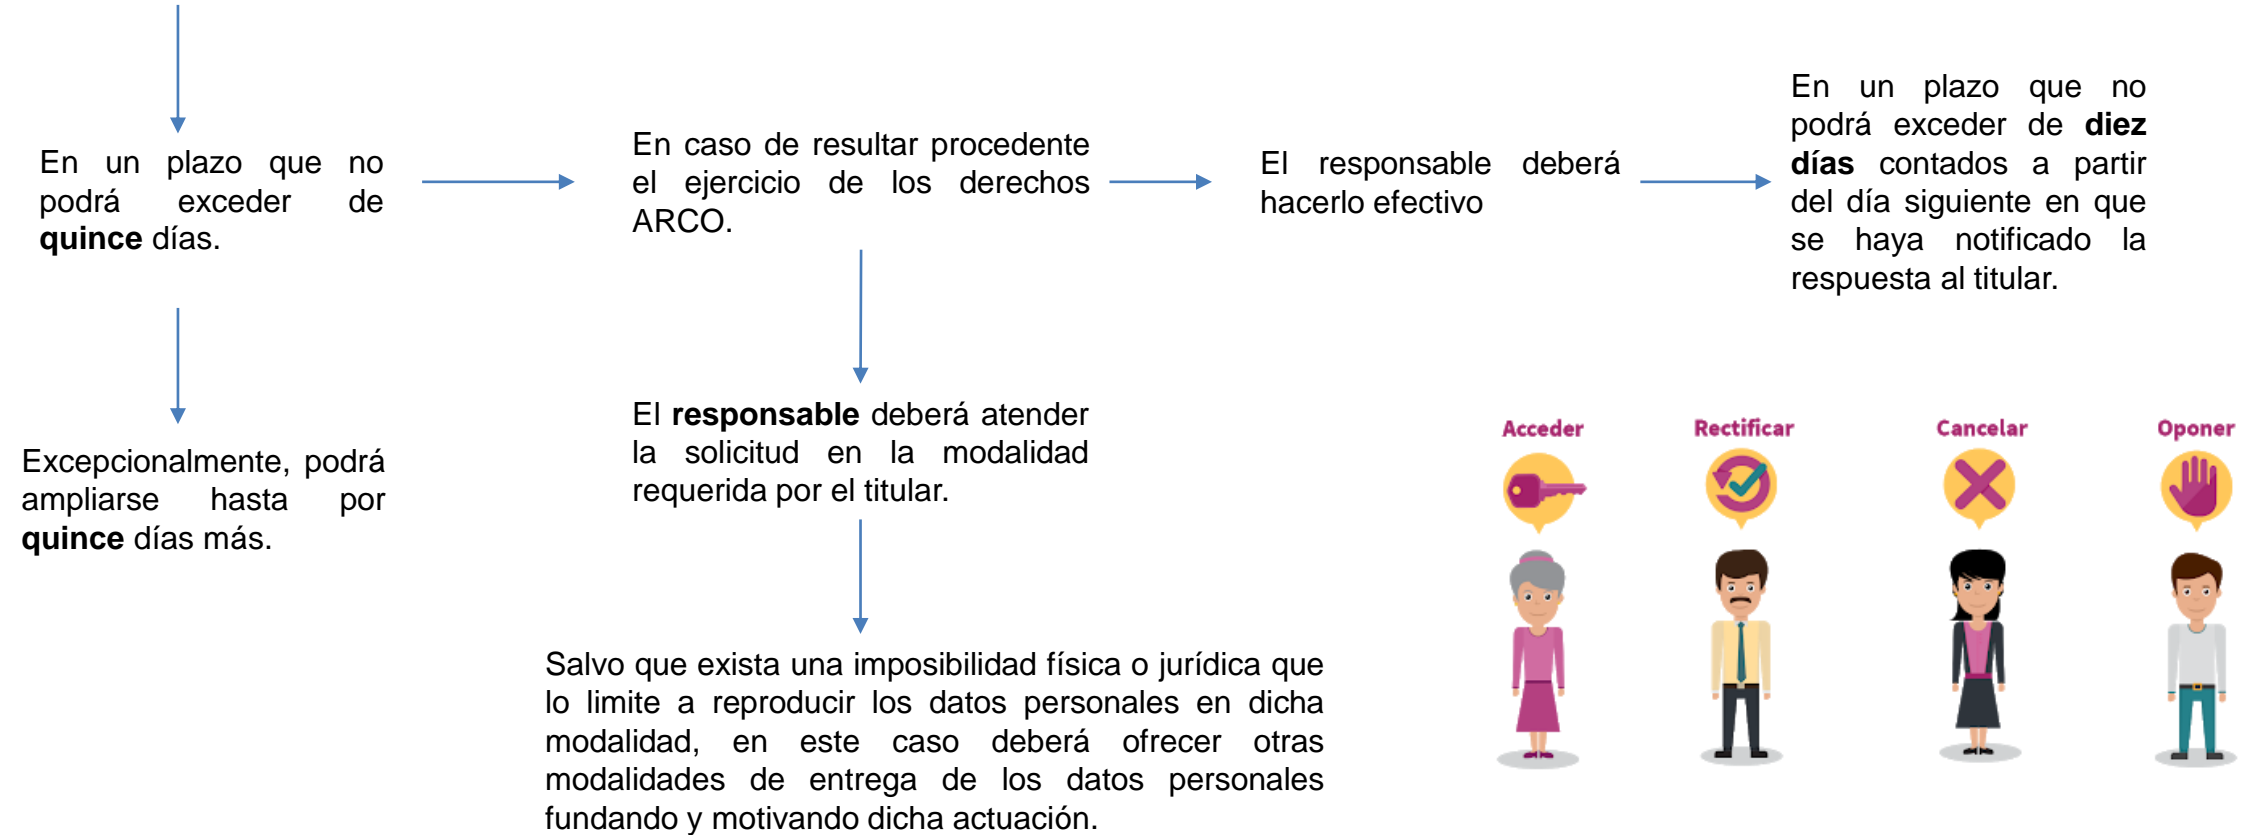 En un plazo que no
podrá exceder de
quince días.
En caso de resultar procedente
el ejercicio de los derechos
ARCO.
El responsable deberá
hacerlo efectivo
En un plazo que no
podrá exceder de diez
días contados a partir
del día siguiente en que
se haya notificado la
respuesta al titular.
Excepcionalmente, podrá
ampliarse hasta por
quince días más.
El responsable deberá atender
la solicitud en la modalidad
requerida por el titular.
Salvo que exista una imposibilidad física o jurídica que
lo limite a reproducir los datos personales en dicha
modalidad, en este caso deberá ofrecer otras
modalidades de entrega de los datos personales
fundando y motivando dicha actuación.
Acceder
Rectificar
Cancelar
Oponer